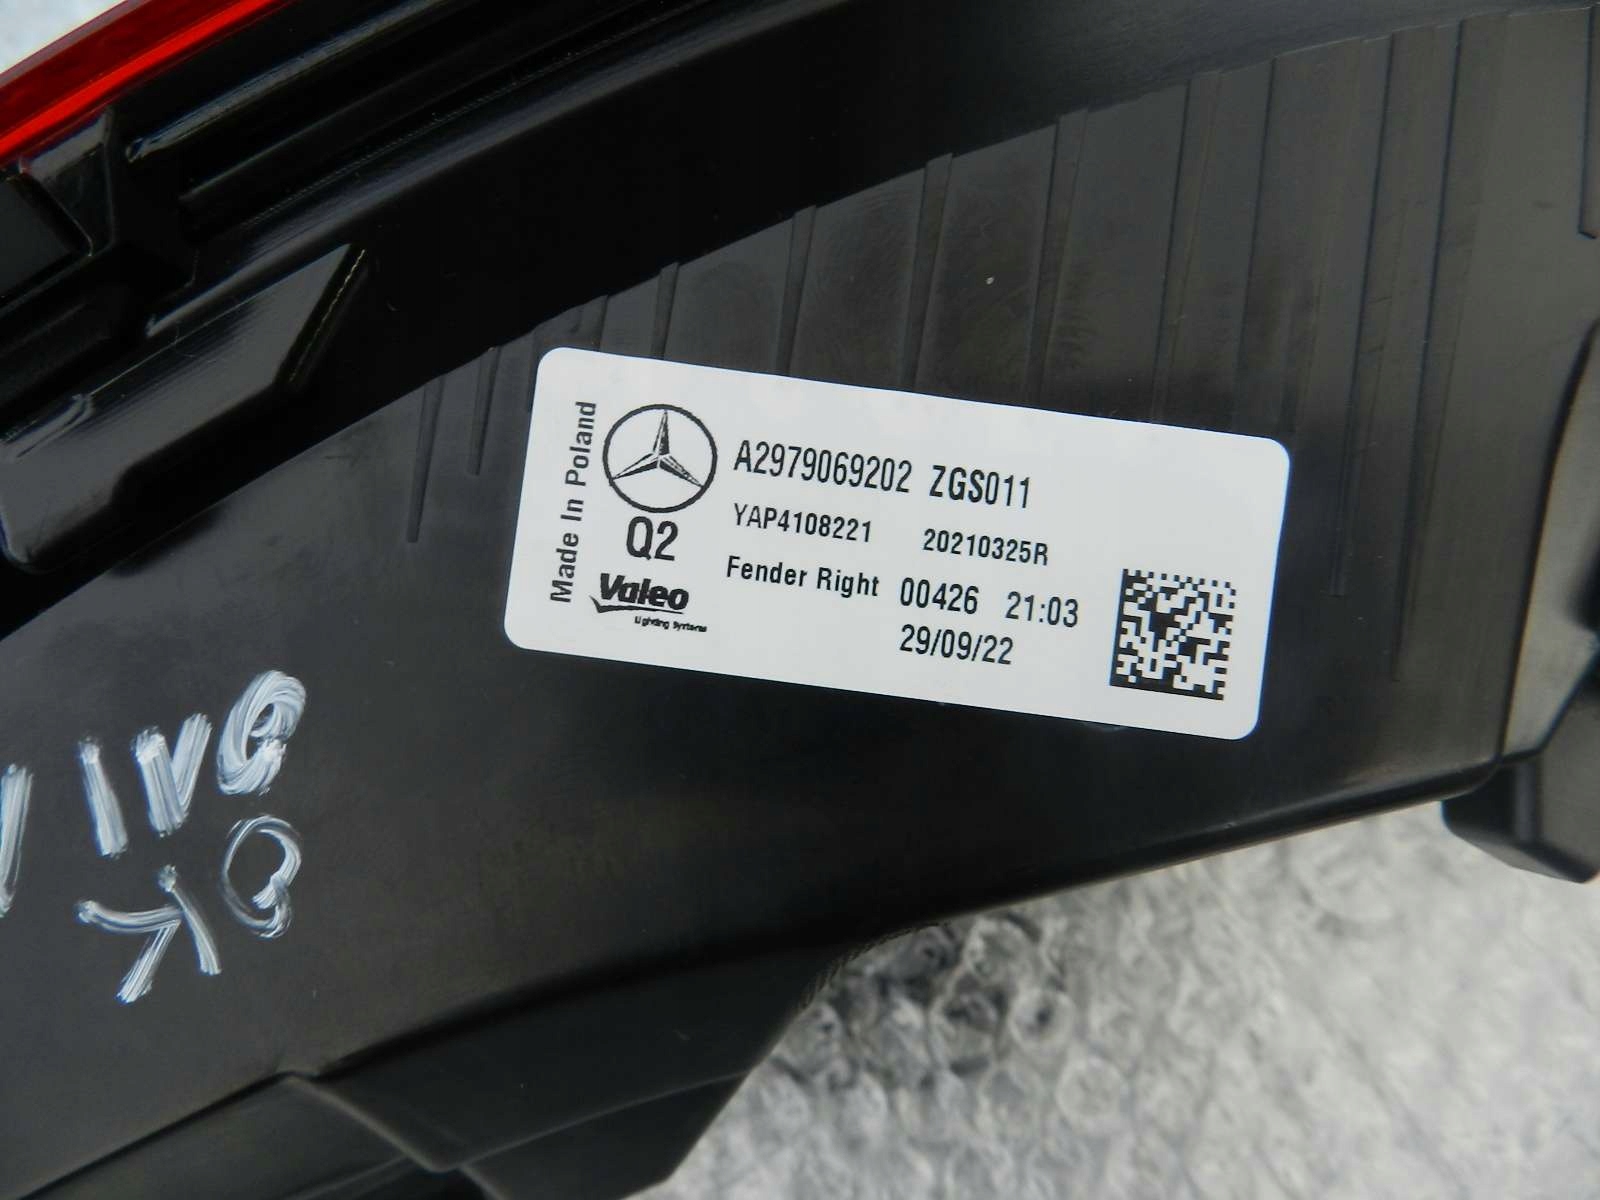 Made In Poland
A2979069202 ZGS011
Q2
YAP4108221 20210325R
Valeo
Lighting Systems
Fender Right 00426 21:03
29/09/22